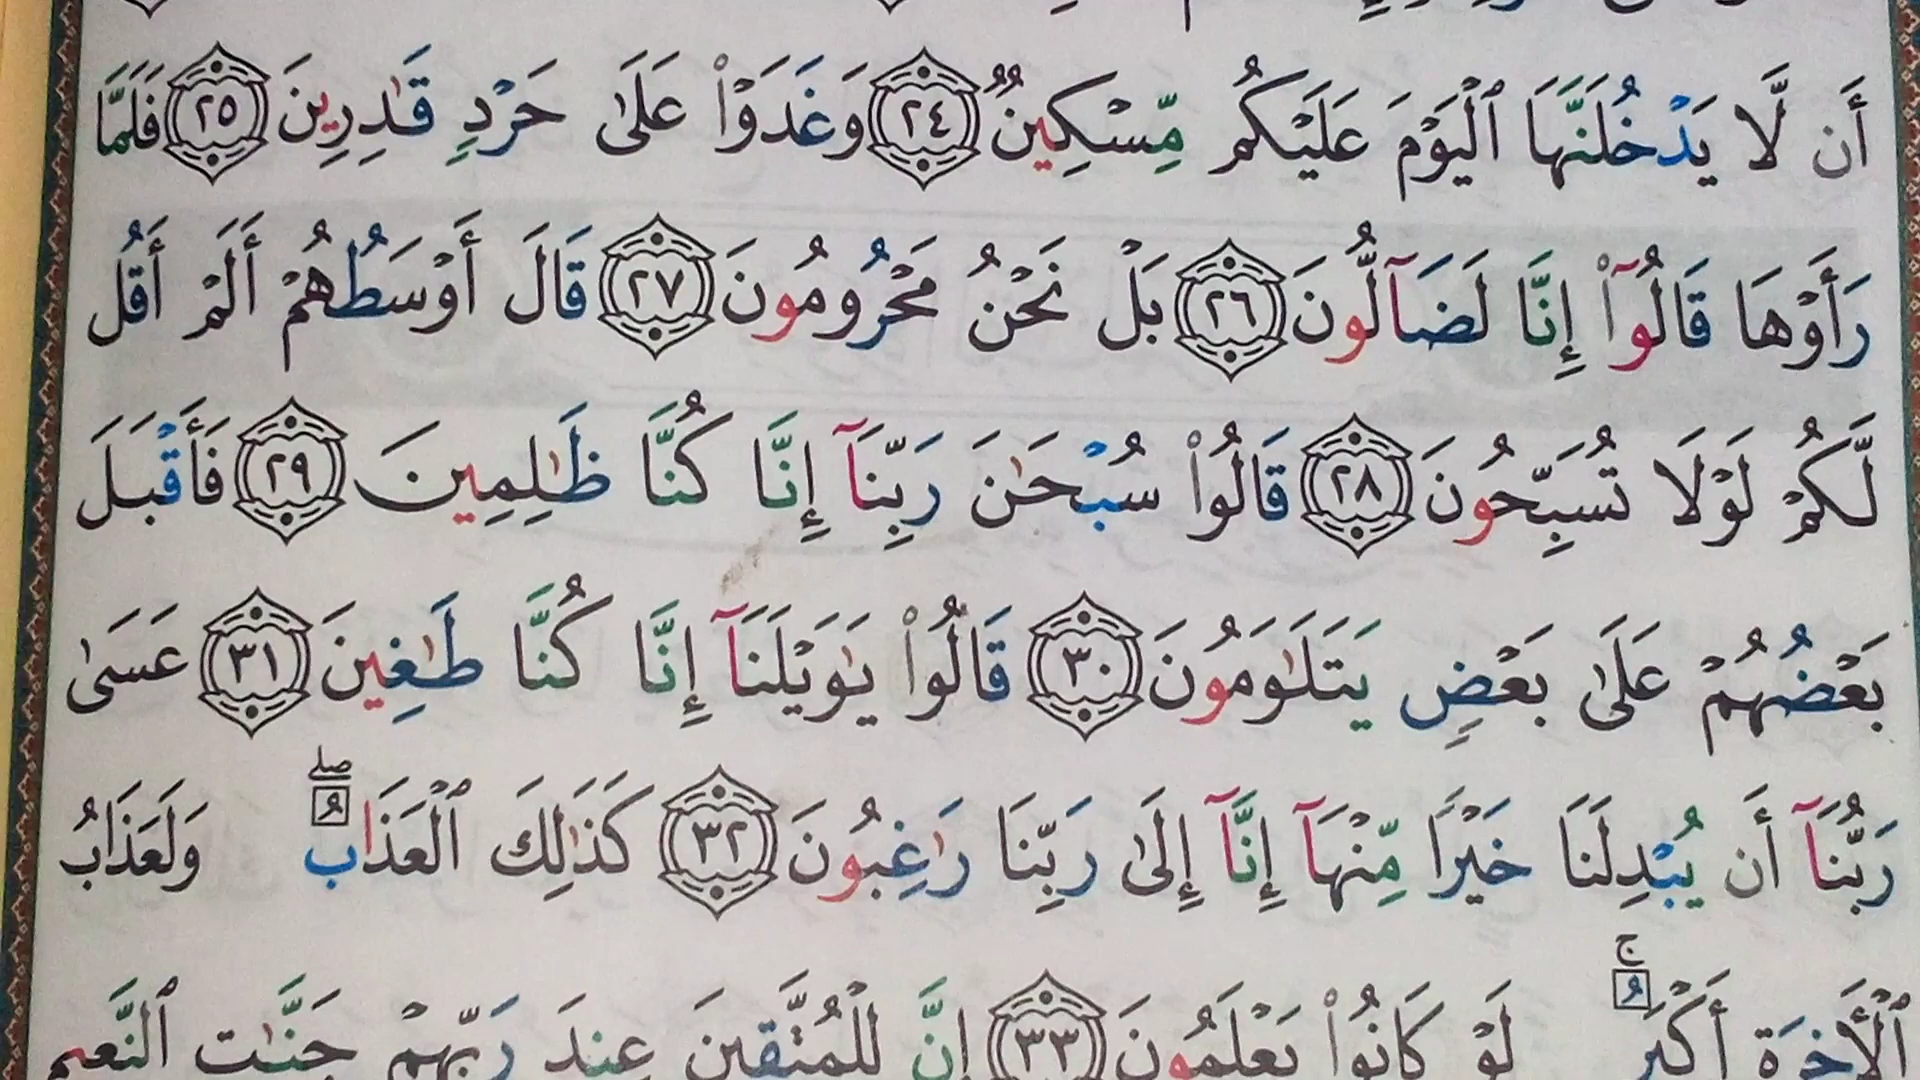 أَن لَّا يَدْخُلَنَّهَا ٱلْيَوْمَ عَلَيْكُم مِّسْكِينٌ ٢٤ وَغَدَوْا۟ عَلَىٰ حَرْدٍ قَـٰدِرِينَ ٢٥ فَلَمَّا
رَأَوْهَا قَالُوٓا۟ إِنَّا لَضَآلُّونَ ٢٦ بَلْ نَحْنُ مَحْرُومُونَ ٢٧ قَالَ أَوْسَطُهُمْ أَلَمْ أَقُل
لَّكُمْ لَوْلَا تُسَبِّحُونَ ٢٨ قَالُوا۟ سُبْحَـٰنَ رَبِّنَآ إِنَّا كُنَّا ظَـٰلِمِينَ ٢٩ فَأَقْبَلَ
بَعْضُهُمْ عَلَىٰ بَعْضٍ يَتَلَـٰوَمُونَ ٣٠ قَالُوا۟ يَـٰوَيْلَنَآ إِنَّا كُنَّا طَـٰغِينَ ٣١ عَسَىٰ
رَبُّنَآ أَن يُبْدِلَنَا خَيْرًا مِّنْهَآ إِنَّآ إِلَىٰ رَبِّنَا رَٰغِبُونَ ٣٢ كَذَٰلِكَ ٱلْعَذَابُ ۖ وَلَعَذَابُ
ٱلْـَٔاخِرَةِ أَكْبَرُ ۚ لَوْ كَانُوا۟ يَعْلَمُونَ ٣٣ إِنَّ لِلْمُتَّقِينَ عِندَ رَبِّهِمْ جَنَّـٰتِ ٱلنَّعِيمِ